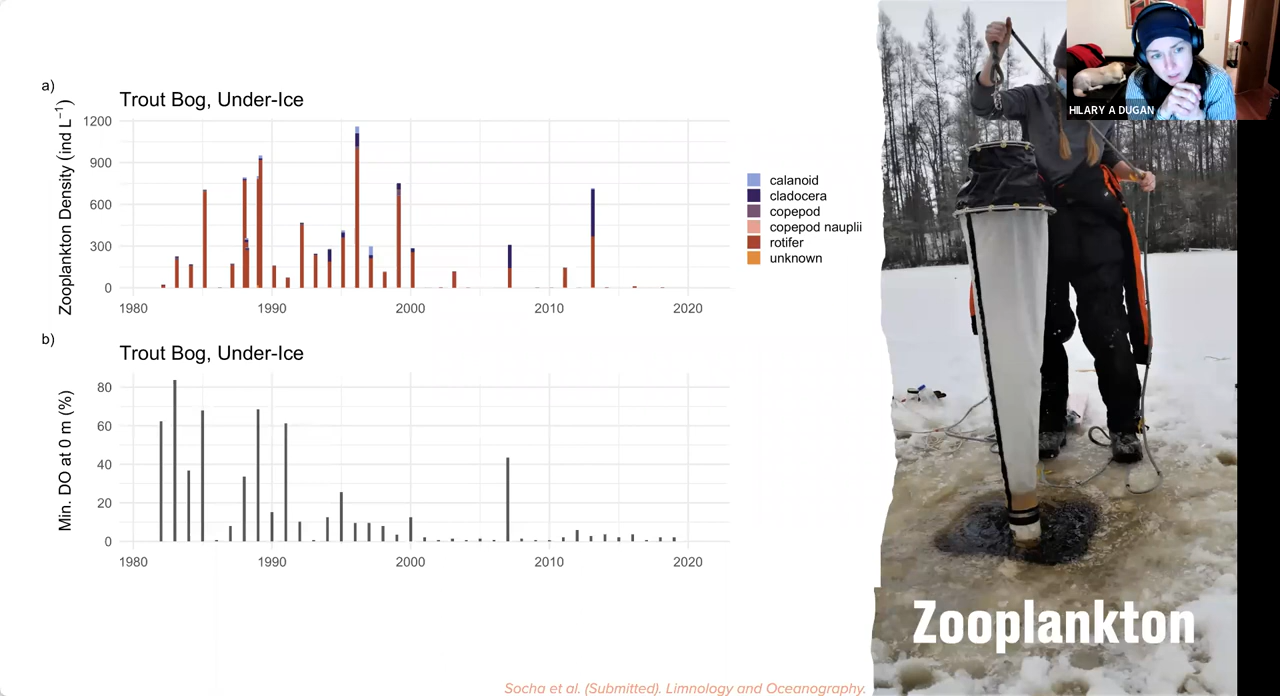 a)
Trout Bog, Under-Ice
Zooplankton Density (ind L⁻¹)
1200
900
600
300
0
1980
1990
2000
2010
2020
calanoid
cladocera
copepod
copepod nauplii
rotifer
unknown
b)
Trout Bog, Under-Ice
Min. DO at 0 m (%)
80
60
40
20
0
1980
1990
2000
2010
2020
Socha et al. (Submitted). Limnology and Oceanography.
HILARY A DUGAN
Zooplankton